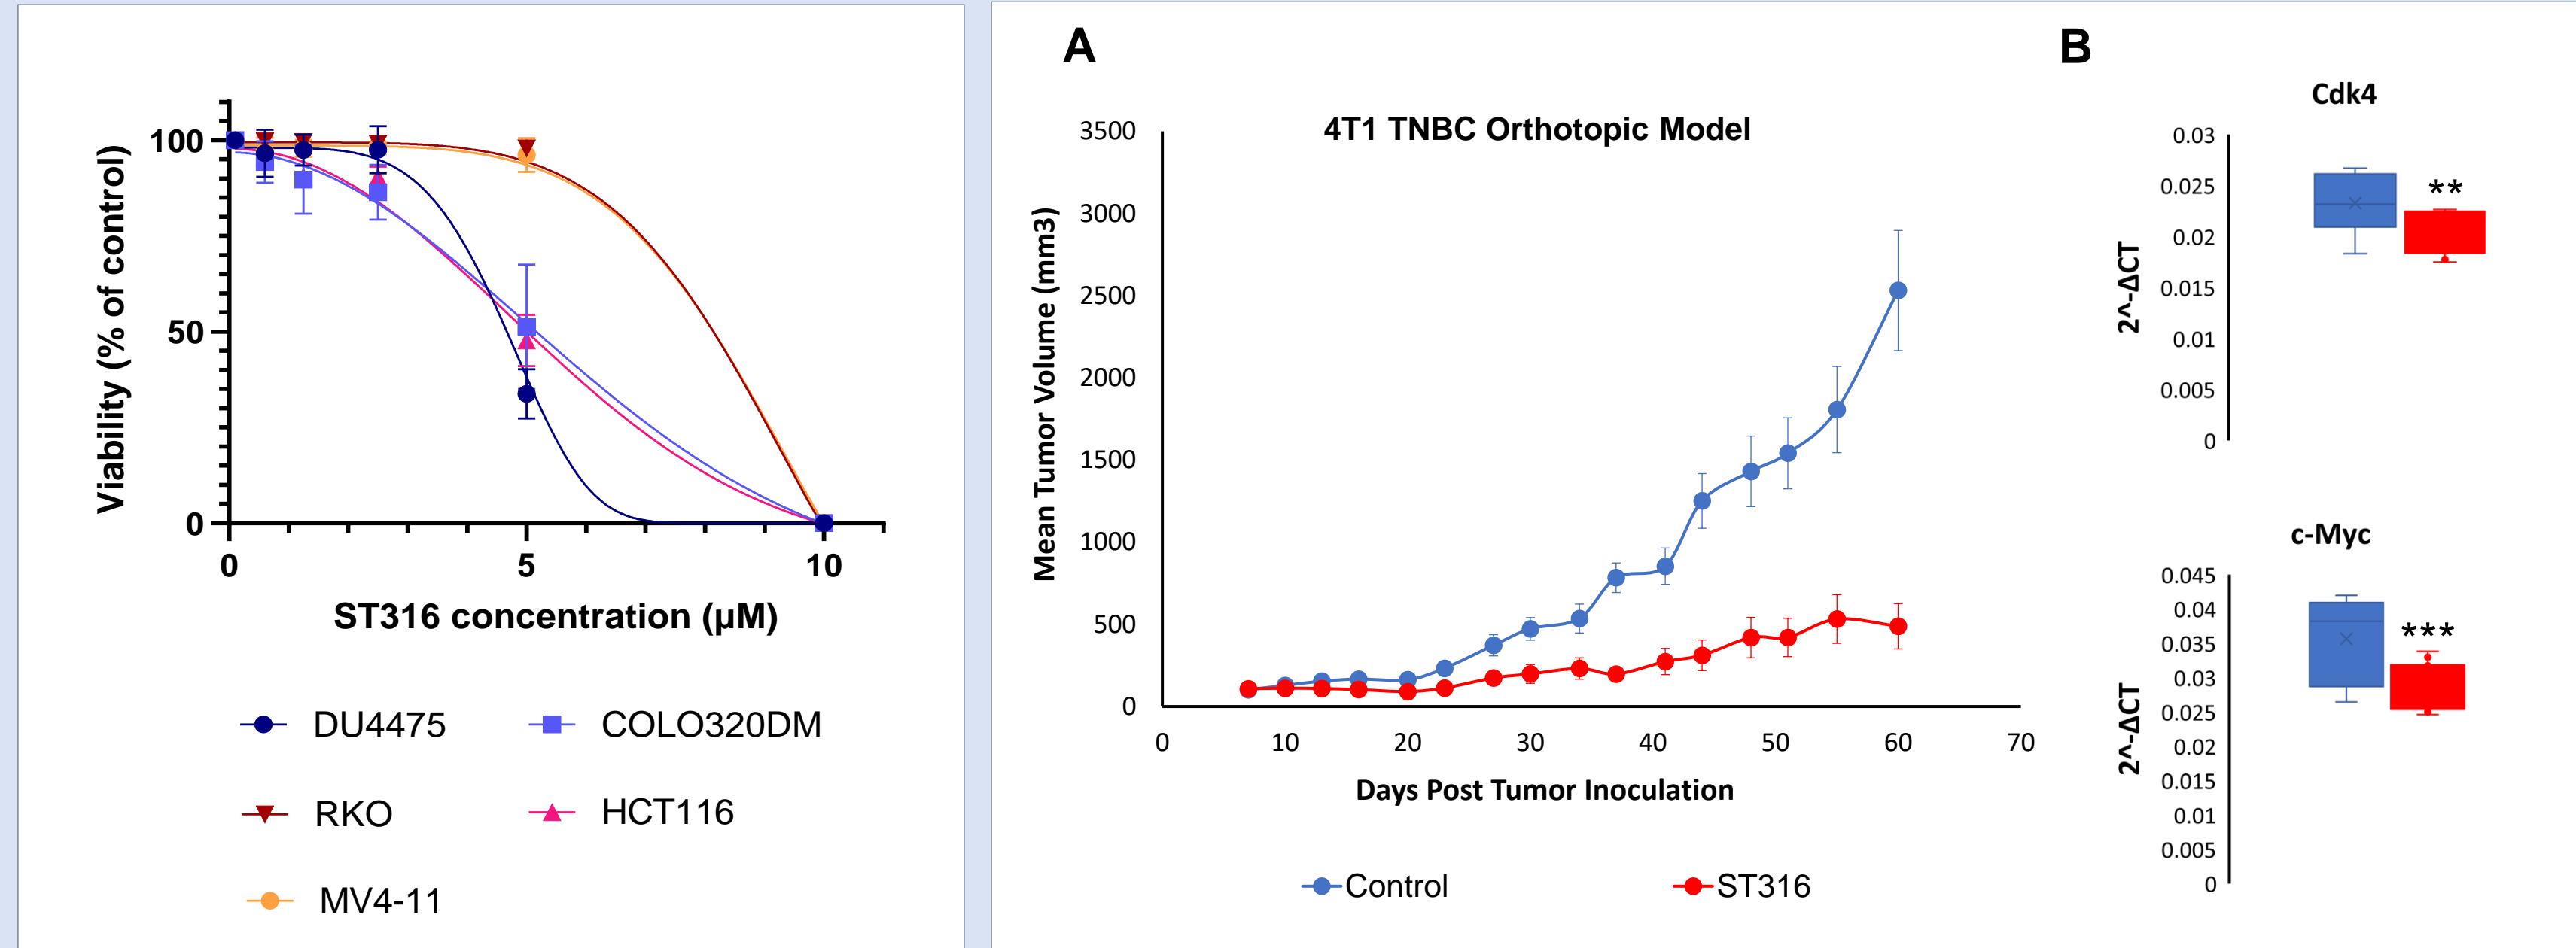 Viability (% of control)
100
50
0
0 5 10
ST316 concentration (μM)
DU4475 COLO320DM
RKO HCT116
MV4-11
A
4T1 TNBC Orthotopic Model
Mean Tumor Volume (mm3)
3500
3000
2500
2000
1500
1000
500
0
0 10 20 30 40 50 60 70
Days Post Tumor Inoculation
Control ST316
B
Cdk4
2^-ΔCT
0.03
0.025
0.02
0.015
0.01
0.005
0
**
c-Myc
2^-ΔCT
0.045
0.04
0.035
0.03
0.025
0.02
0.015
0.01
0.005
0
***